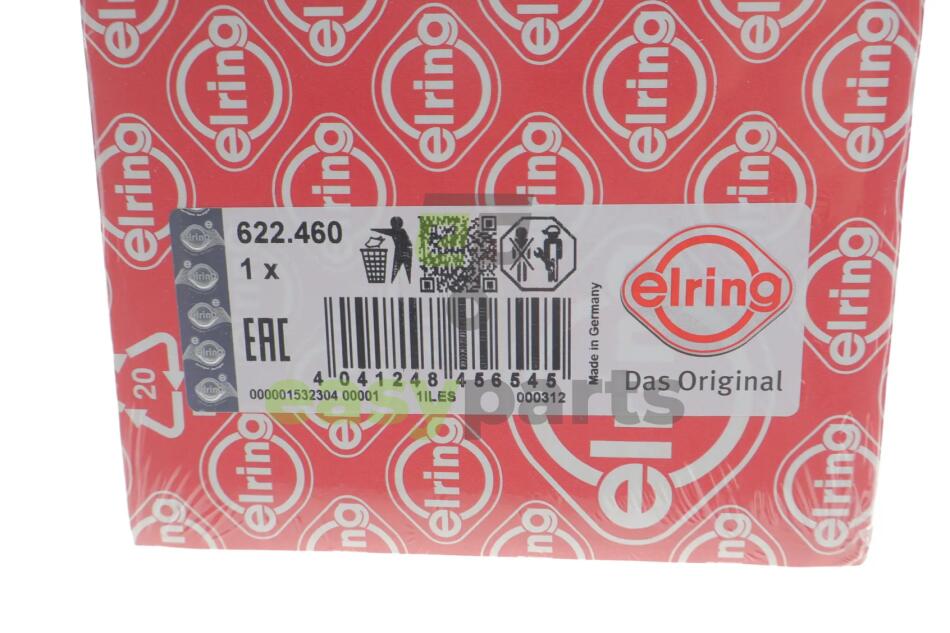 622.460
1 x
EAC
4 041248 456545
000001532304 00001 1ILES 000312
Made in Germany
elring
Das Original
20
easyparts